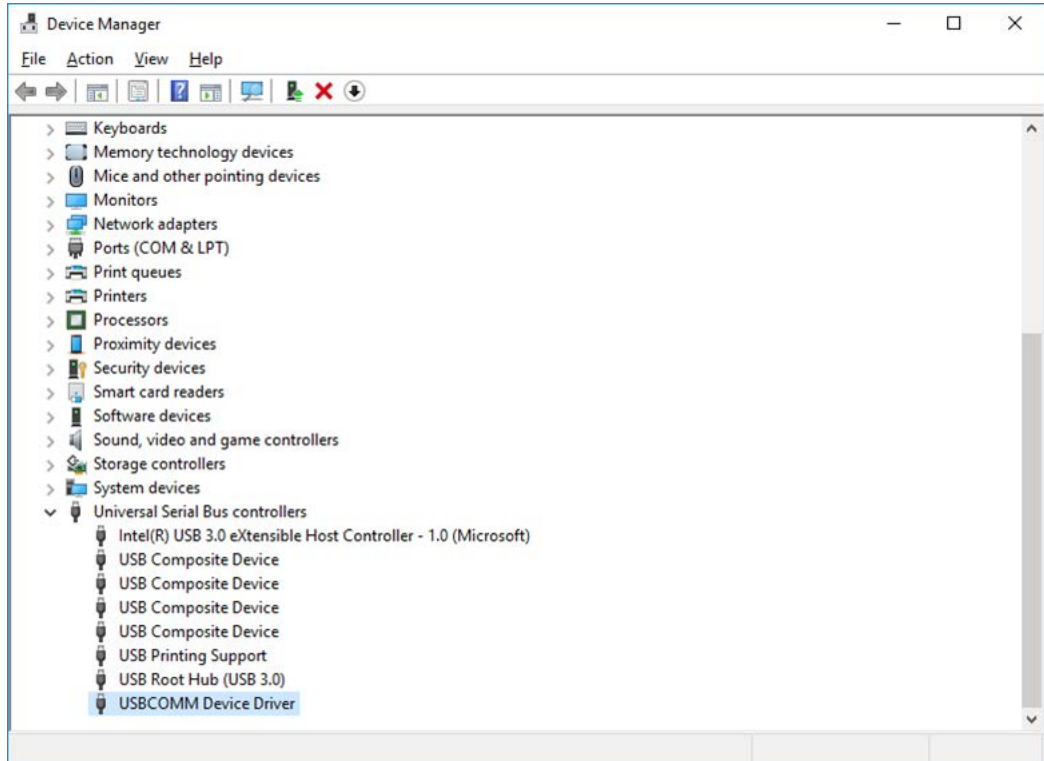 Device Manager
File Action View Help
Keyboards
Memory technology devices
Mice and other pointing devices
Monitors
Network adapters
Ports (COM & LPT)
Print queues
Printers
Processors
Proximity devices
Security devices
Smart card readers
Software devices
Sound, video and game controllers
Storage controllers
System devices
Universal Serial Bus controllers
Intel(R) USB 3.0 eXtensible Host Controller - 1.0 (Microsoft)
USB Composite Device
USB Composite Device
USB Composite Device
USB Composite Device
USB Printing Support
USB Root Hub (USB 3.0)
USBCOMM Device Driver